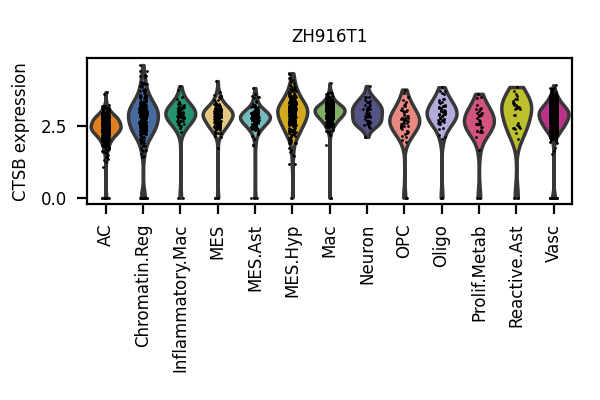 ZH916T1
CTSB expression
2.5
0.0
AC
Chromatin.Reg
Inflammatory.Mac
MES
MES.Ast
MES.Hyp
Mac
Neuron
OPC
Oligo
Prolif.Metab
Reactive.Ast
Vasc